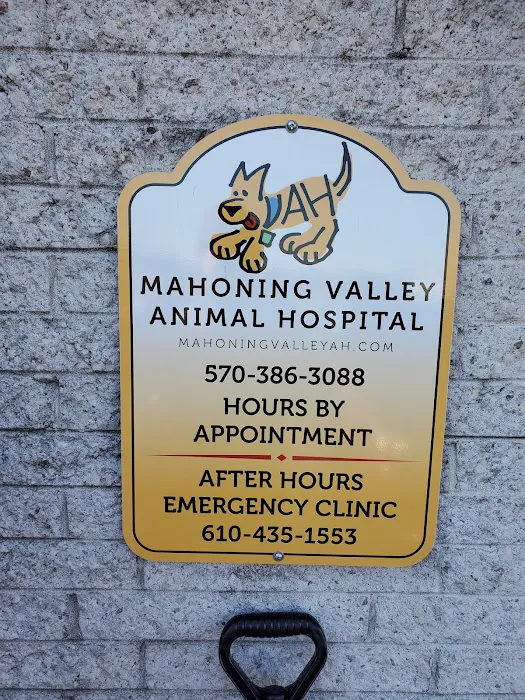 VAH
MAHONING VALLEY
ANIMAL HOSPITAL
MAHONINGVALLEYAH.COM
570-386-3088
HOURS BY
APPOINTMENT
AFTER HOURS
EMERGENCY CLINIC
610-435-1553